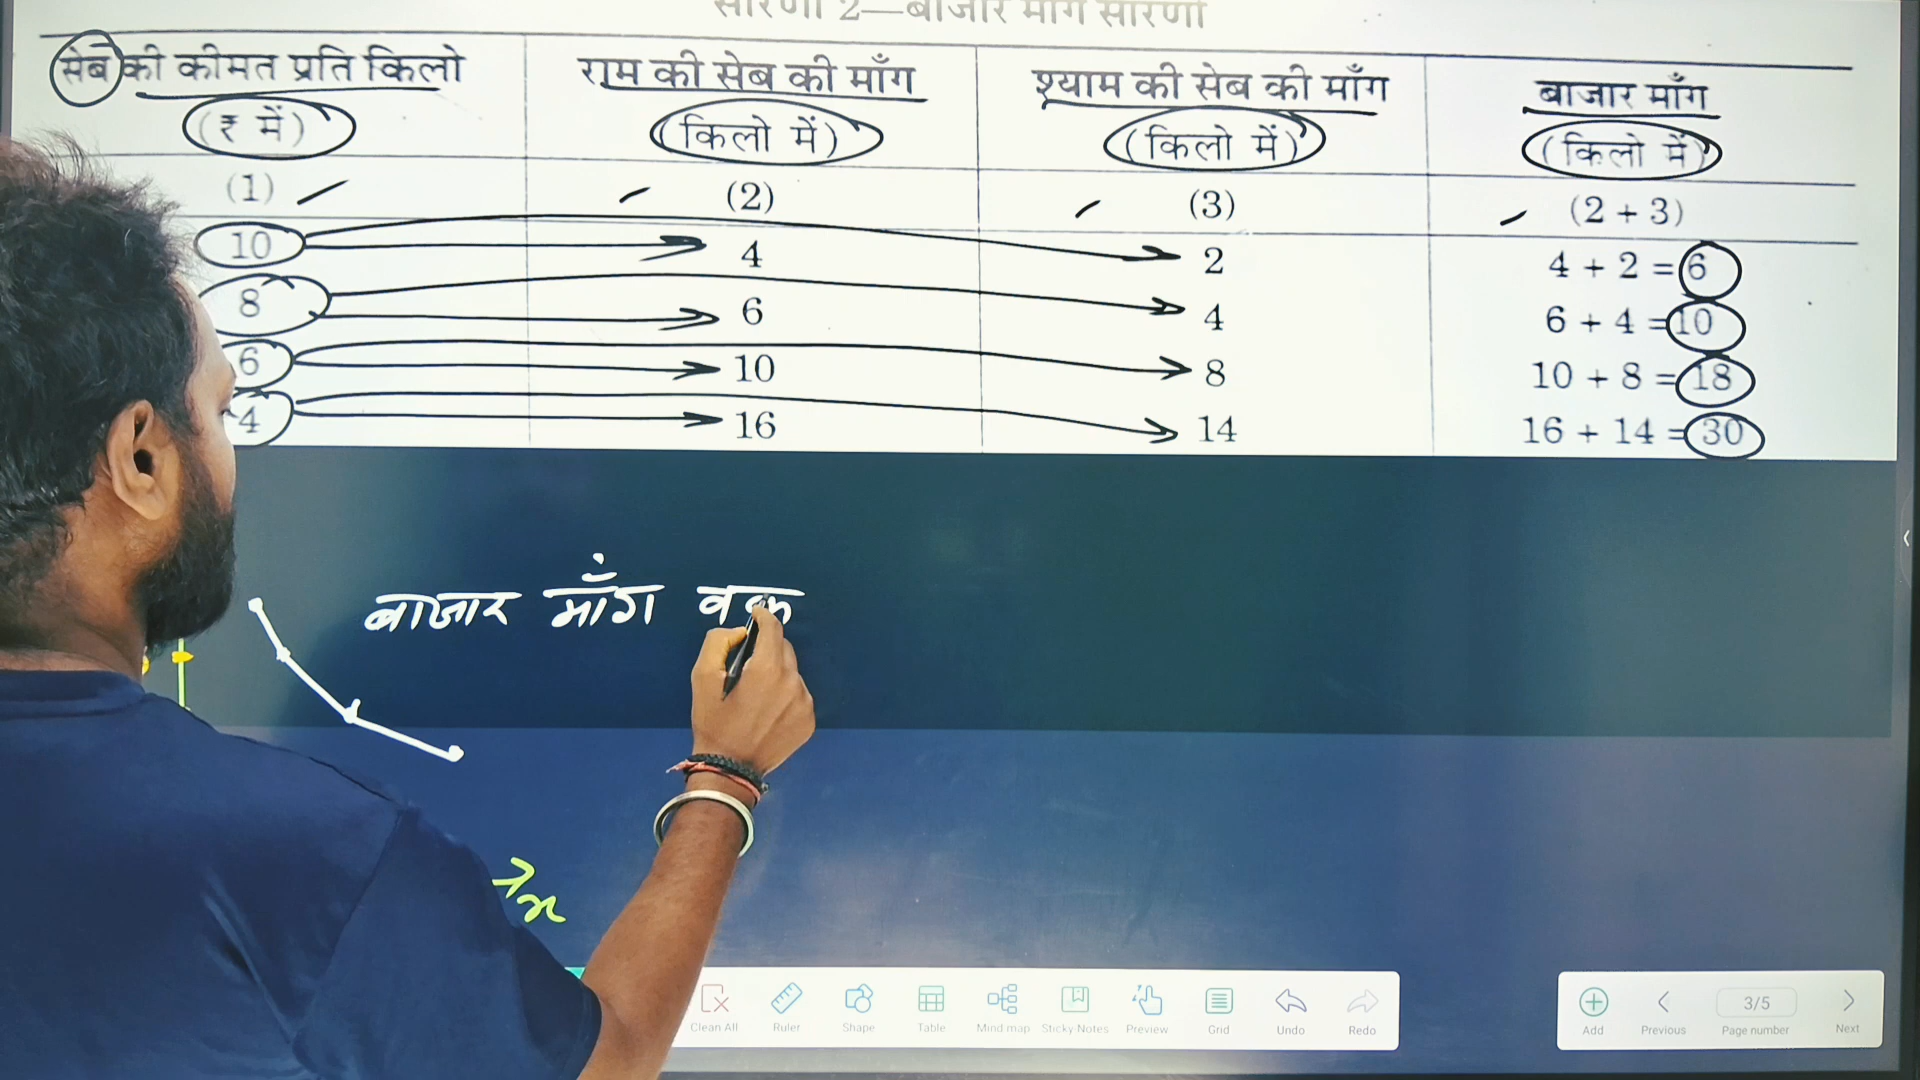 सारणी 2—बाजार माँग सारणी
सेब की कीमत प्रति किलो राम की सेब की माँग श्याम की सेब की माँग बाजार माँग
(₹ में) (किलो में) (किलो में) (किलो में)
(1) (2) (3) (2 + 3)
10 4 2 4 + 2 = 6
8 6 4 6 + 4 = 10
6 10 8 10 + 8 = 18
4 16 14 16 + 14 = 30
बाजार माँग वक्र
x
Clean All Ruler Shape Table Mind map Sticky Notes Preview Grid Undo Redo
3/5
Add Previous Page number Next